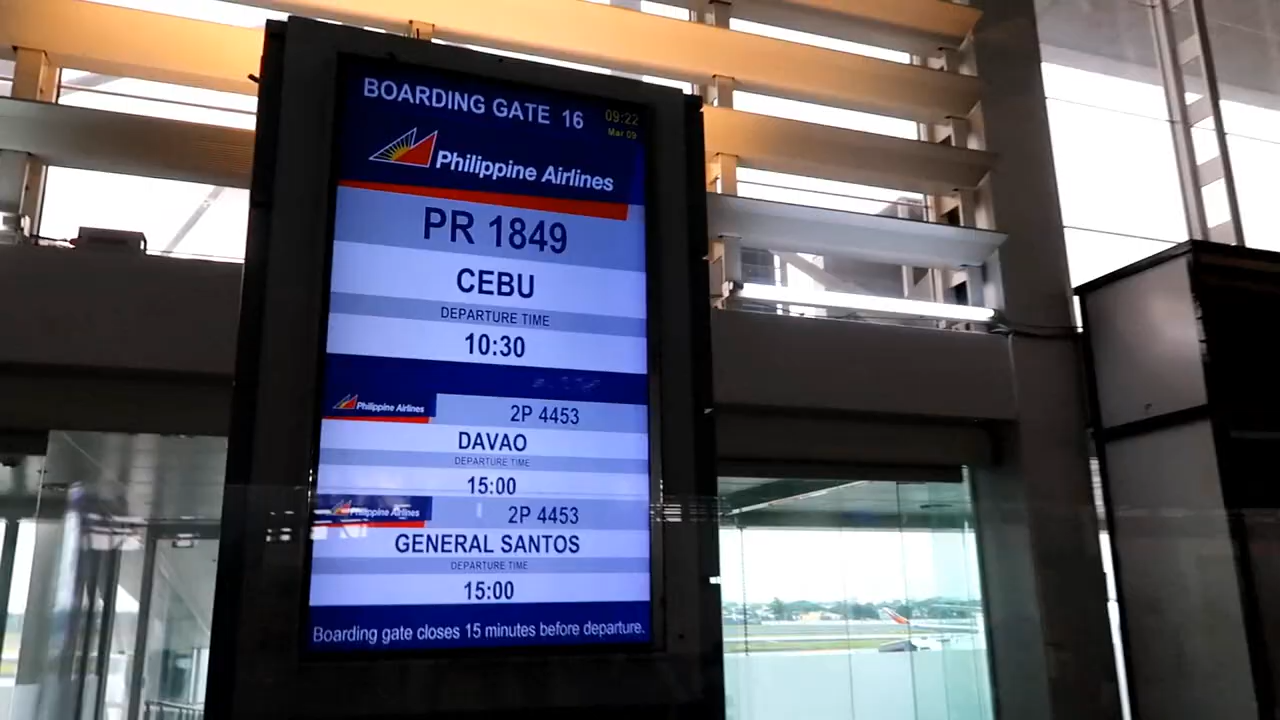 BOARDING GATE 16 09:22
Mar 09
Philippine Airlines
PR 1849
CEBU
DEPARTURE TIME
10:30
Philippine Airlines 2P 4453
DAVAO
DEPARTURE TIME
15:00
Philippine Airlines 2P 4453
GENERAL SANTOS
DEPARTURE TIME
15:00
Boarding gate closes 15 minutes before departure.